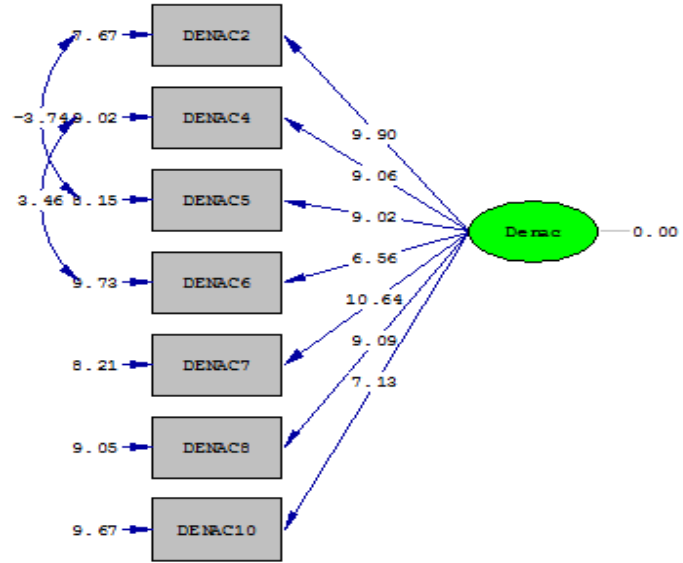 7.67 DENAC2
-3.74 9.02 DENAC4
9.90
9.06
3.46 8.15 DENAC5
9.02
Denac 0.00
6.56
9.73 DENAC6
10.64
9.09
8.21 DENAC7
7.13
9.05 DENAC8
9.67 DENAC10